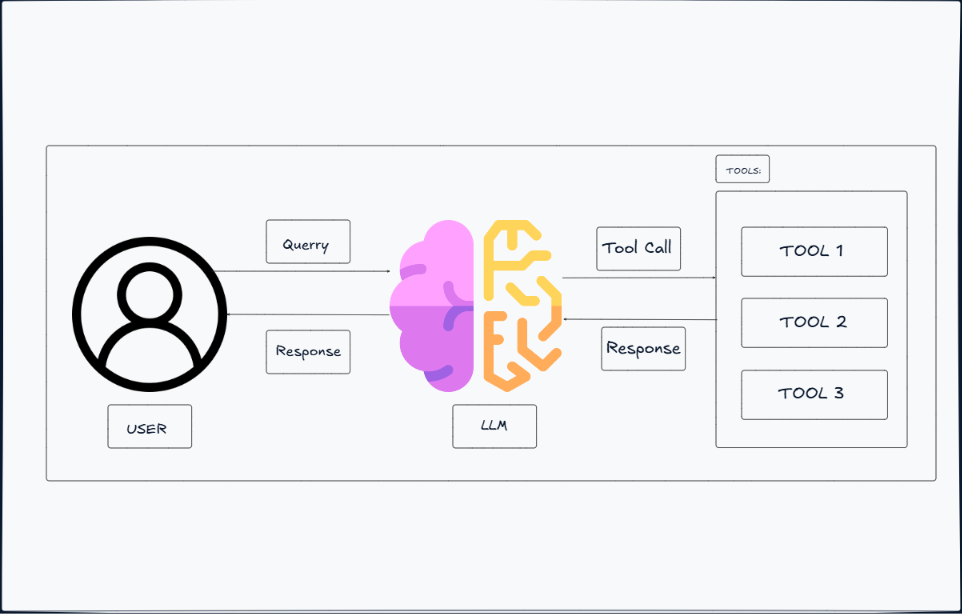 TOOLS:
Querry
Tool Call
TOOL 1
TOOL 2
Response
Response
TOOL 3
USER
LLM